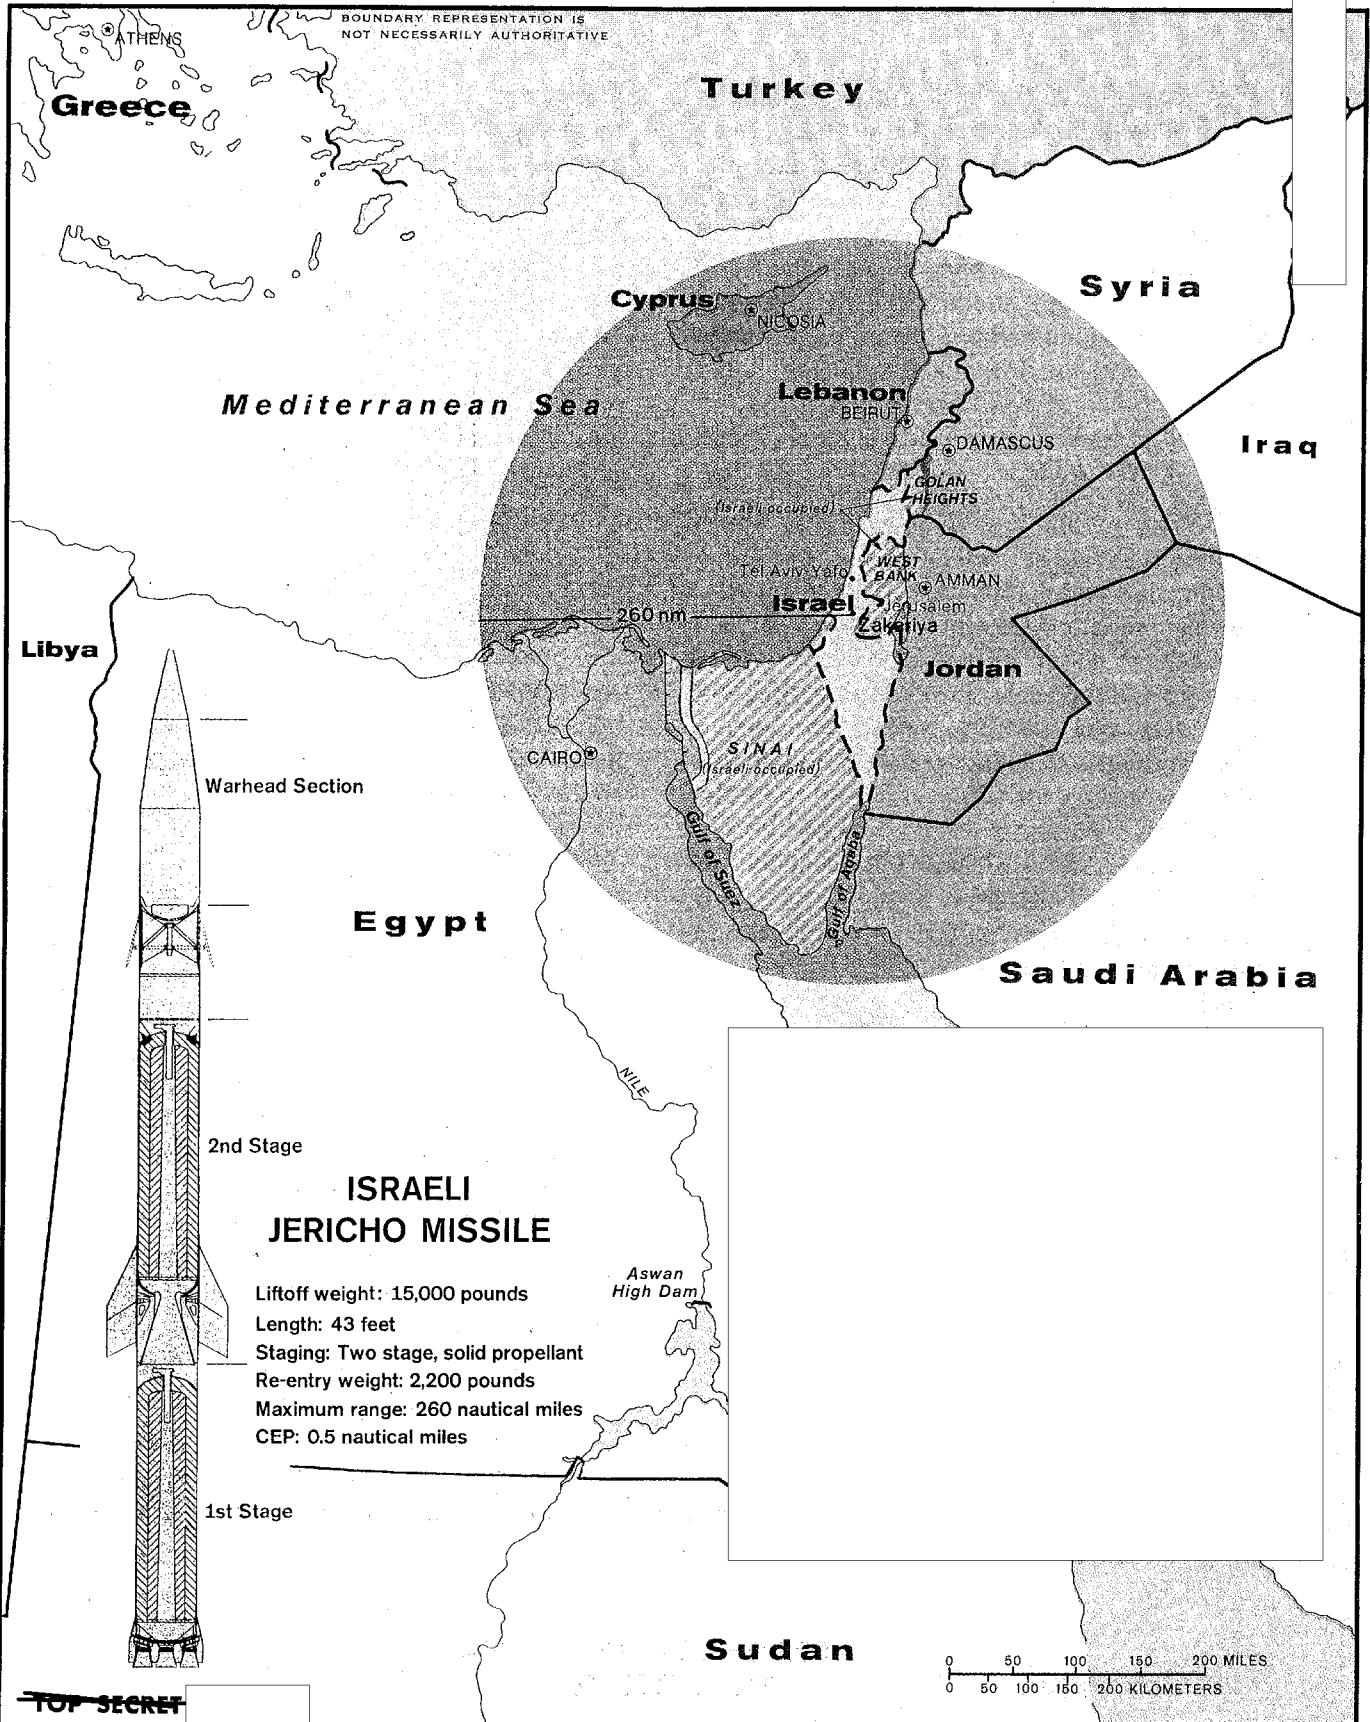 BOUNDARY REPRESENTATION IS
NOT NECESSARILY AUTHORITATIVE
ATHENS
Greece
Turkey
Cyprus
NICOSIA
Syria
Mediterranean Sea
Lebanon
BEIRUT
DAMASCUS
Iraq
GOLAN
HEIGHTS
(Israeli occupied)
Tel Aviv-Yafo
WEST
BANK
AMMAN
Israel
Jerusalem
260 nm
Zakariya
Libya
Jordan
CAIRO
SINAI
(Israeli occupied)
Warhead Section
Gulf of Suez
Gulf of Aqaba
Egypt
Saudi Arabia
NILE
2nd Stage
ISRAELI
JERICHO MISSILE
Aswan
High Dam
Liftoff weight: 15,000 pounds
Length: 43 feet
Staging: Two stage, solid propellant
Re-entry weight: 2,200 pounds
Maximum range: 260 nautical miles
CEP: 0.5 nautical miles
1st Stage
Sudan
0 50 100 150 200 MILES
0 50 100 150 200 KILOMETERS
TOP SECRET